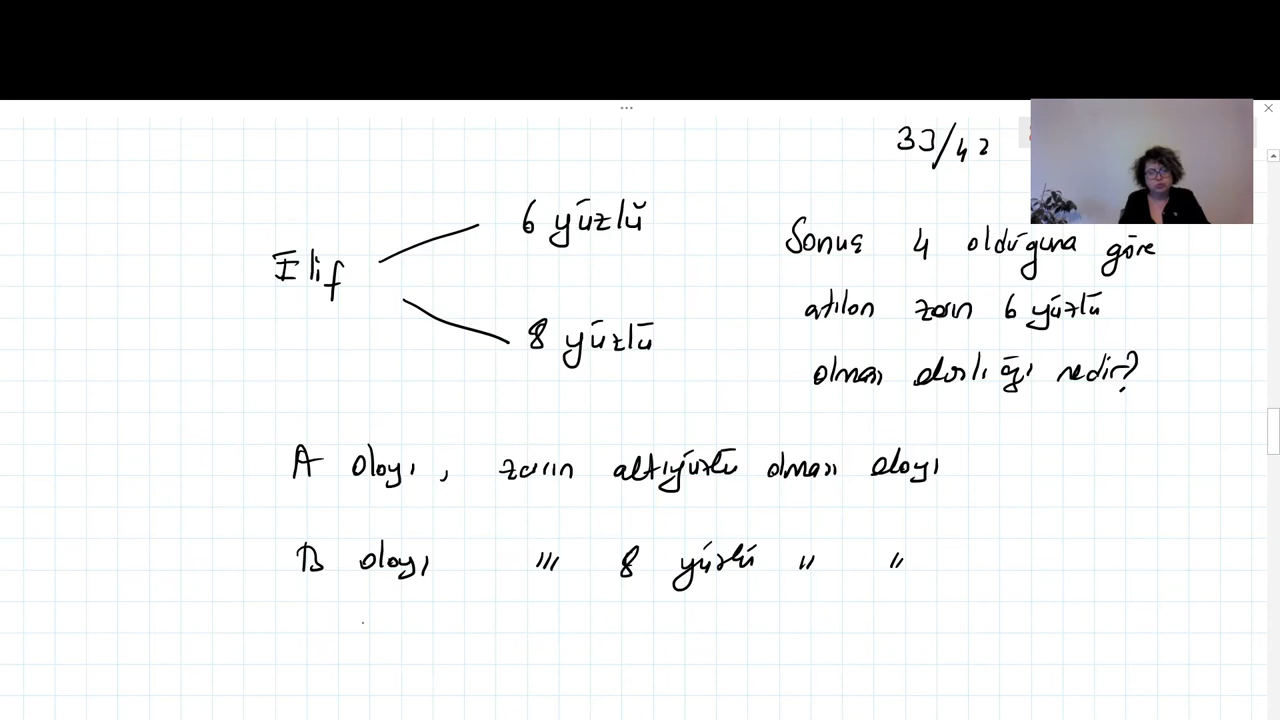 33/42
6 yüzlü
Elif
8 yüzlü
Sonuç 4 olduğuna göre
atılan zarın 6 yüzlü
olması olasılığı nedir?
A olayı, zarın altıyüzlü olması olayı
B olayı /// 8 yüzlü // //